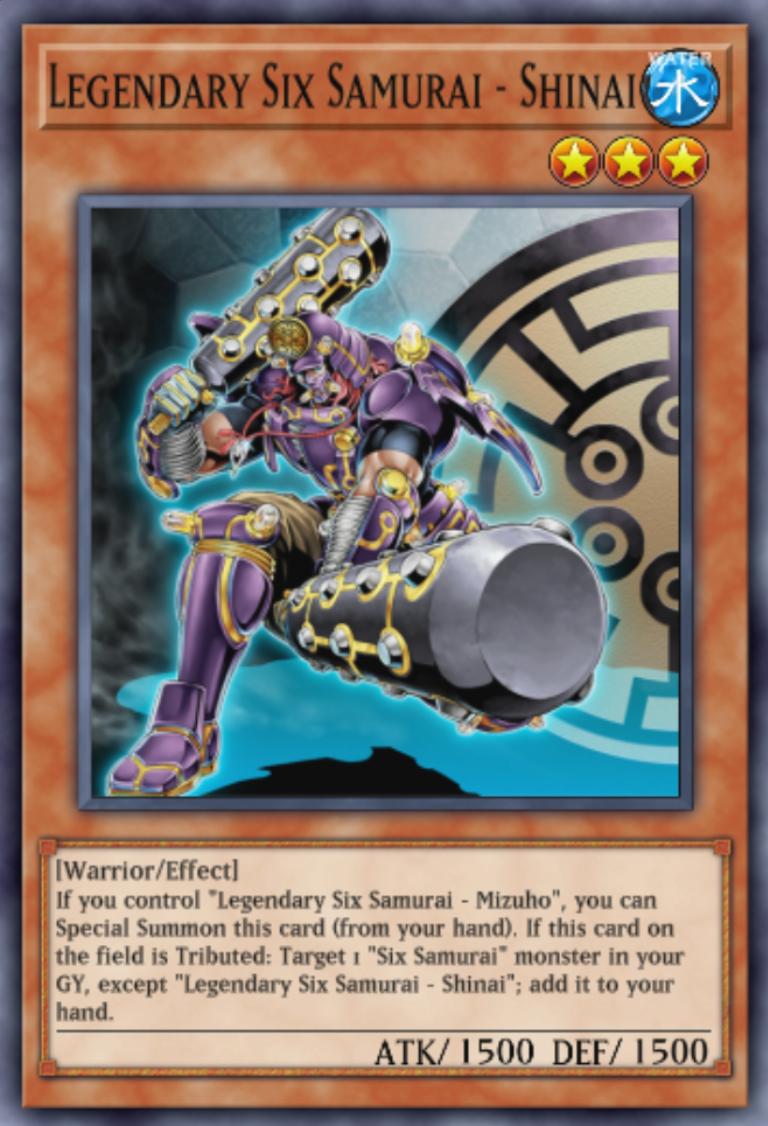 Legendary Six Samurai - Shinai
WATER
水
[Warrior/Effect]
If you control "Legendary Six Samurai - Mizuho", you can
Special Summon this card (from your hand). If this card on
the field is Tributed: Target 1 "Six Samurai" monster in your
GY, except "Legendary Six Samurai - Shinai"; add it to your
hand.
ATK/ 1500 DEF/ 1500